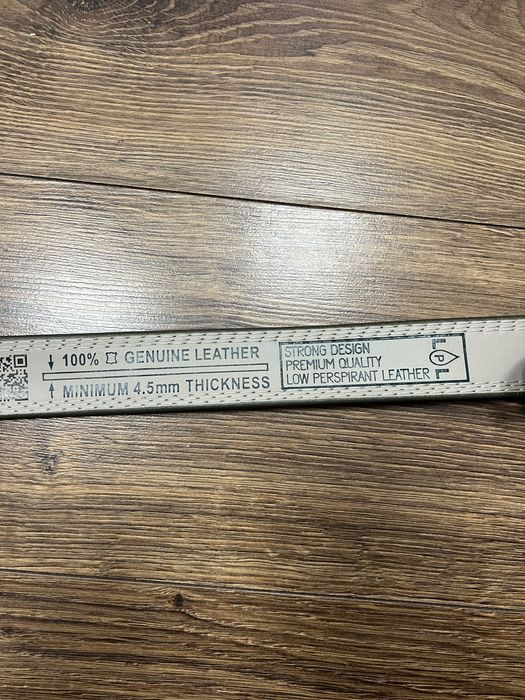 100% GENUINE LEATHER
MINIMUM 4.5mm THICKNESS
STRONG DESIGN
PREMIUM QUALITY
LOW PERSPIRANT LEATHER
P